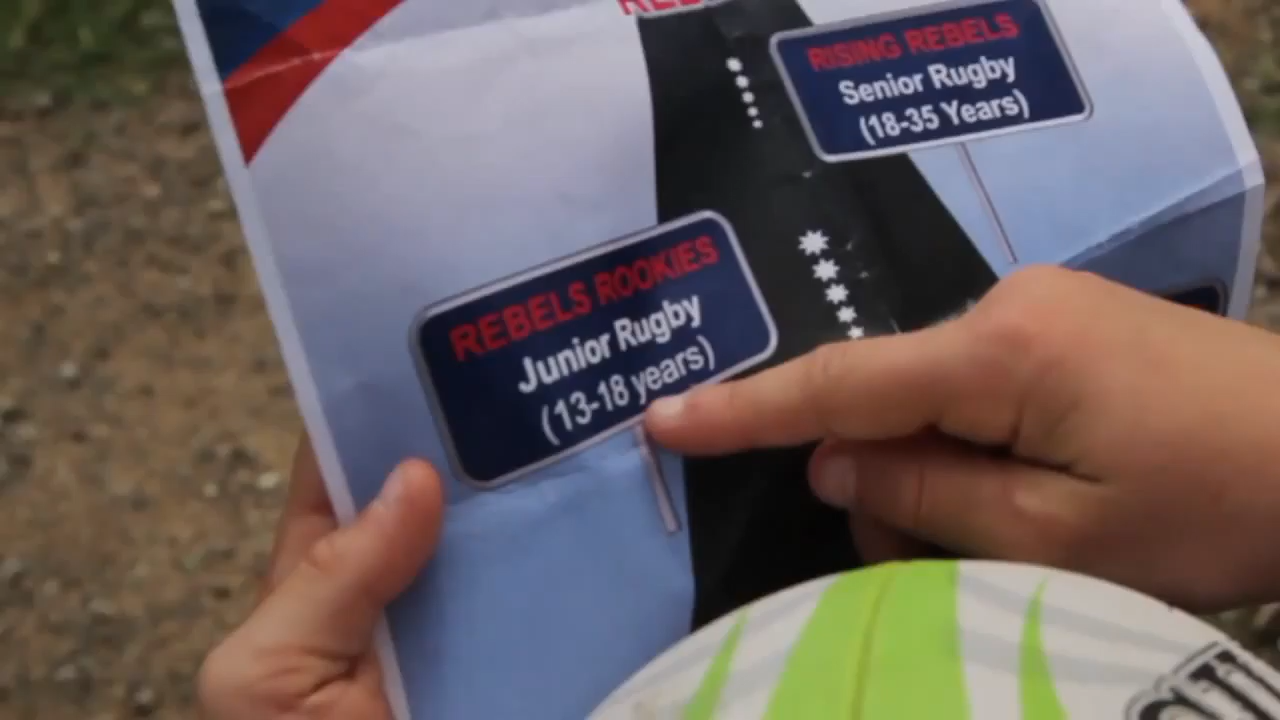 RISING REBELS
Senior Rugby
(18-35 Years)
REBELS ROOKIES
Junior Rugby
(13-18 years)